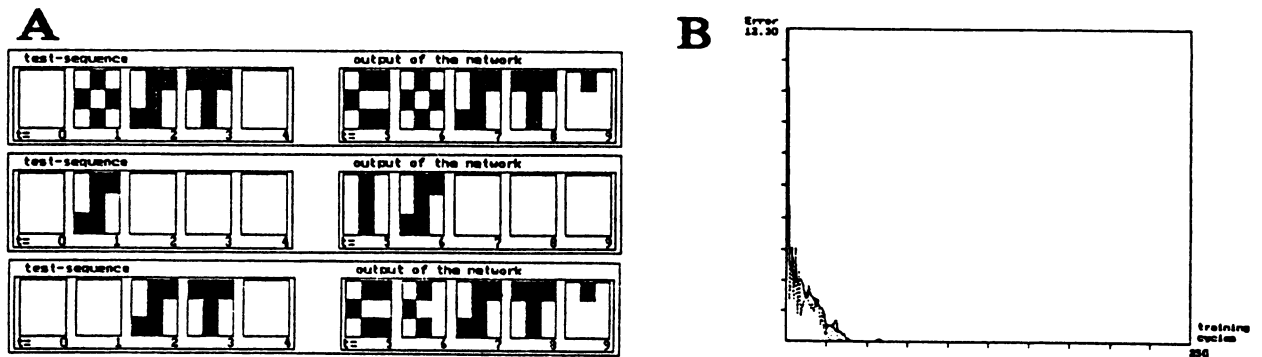 A
test-sequence output of the network
t= 0 1 2 3 4 t= 5 6 7 8 9
test-sequence output of the network
t= 0 1 2 3 4 t= 5 6 7 8 9
test-sequence output of the network
t= 0 1 2 3 4 t= 5 6 7 8 9
B
Error
12.30
training
cycles
250